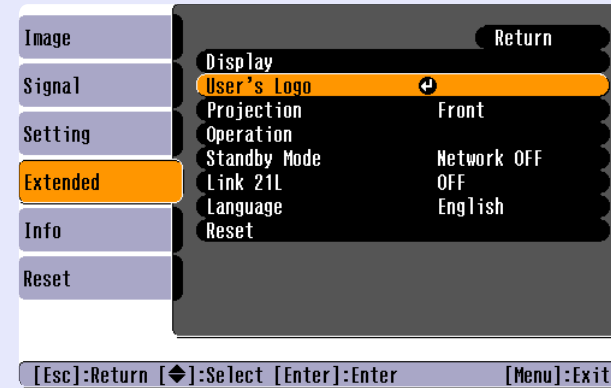 Image
Signal
Setting
Extended
Info
Reset
Return
Display
User's Logo
Projection Front
Operation
Standby Mode Network OFF
Link 21L OFF
Language English
Reset
[Esc]:Return [◆]:Select [Enter]:Enter [Menu]:Exit